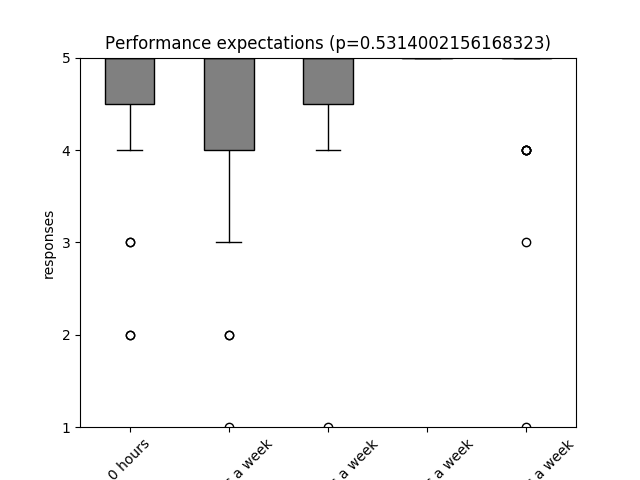 Performance expectations (p=0.5314002156168323)
responses
5
4
3
2
1
0 hours
a week
a week
a week
a week